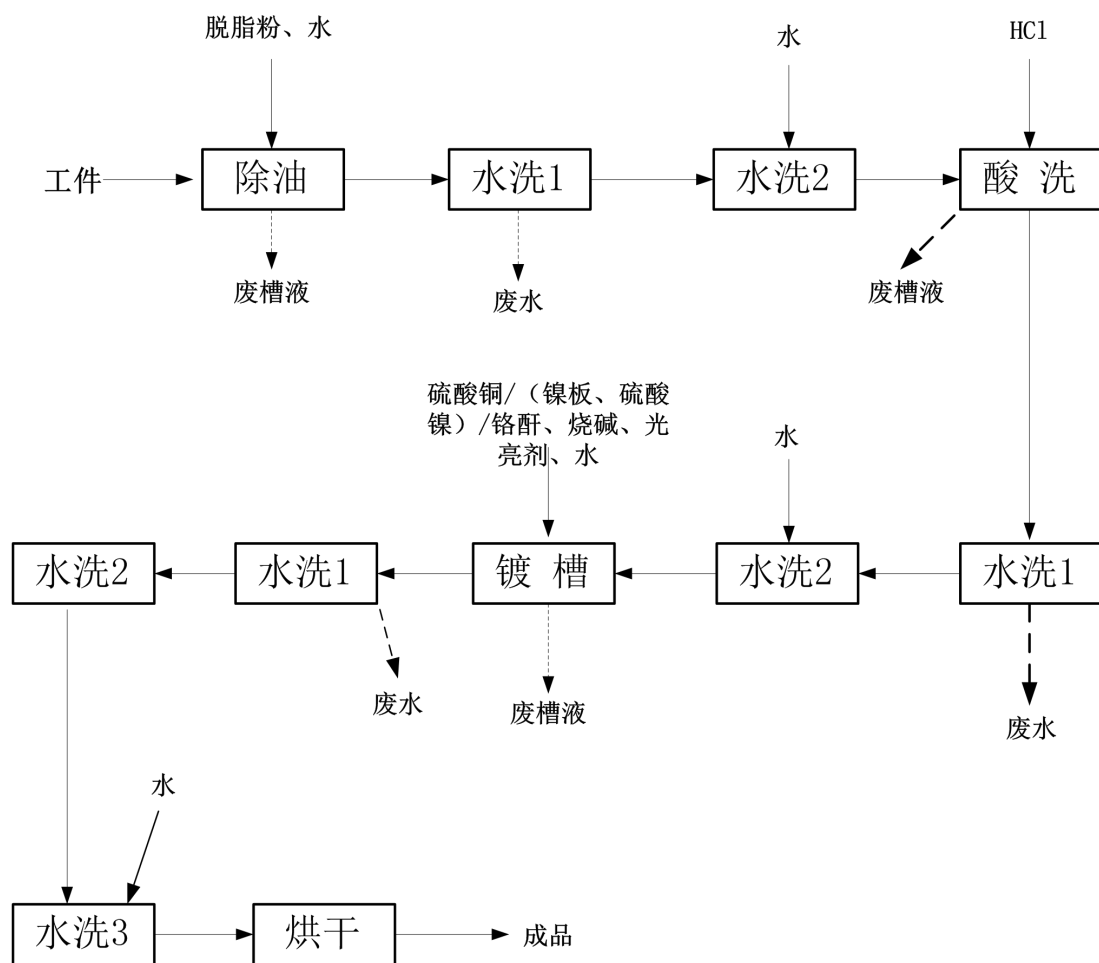 脱脂粉、水
水
HCl
工件
除油
水洗1
水洗2
酸 洗
废槽液
废水
废槽液
硫酸铜/（镍板、硫酸
镍）/铬酐、烧碱、光
亮剂、水
水
水洗2
水洗1
镀 槽
水洗2
水洗1
废水
废槽液
废水
水
水洗3
烘干
成品